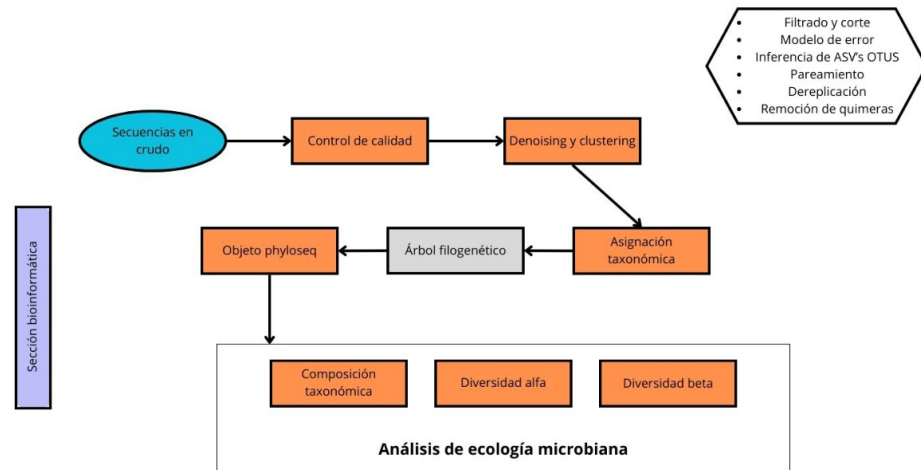 • Filtrado y corte
• Modelo de error
• Inferencia de ASV's OTUS
• Pareamiento
• Dereplicación
• Remoción de quimeras
Secuencias en
crudo
Control de calidad
Denoising y clustering
Sección bioinformática
Objeto phyloseq
Árbol filogenético
Asignación
taxonómica
Composición
taxonómica
Diversidad alfa
Diversidad beta
Análisis de ecología microbiana